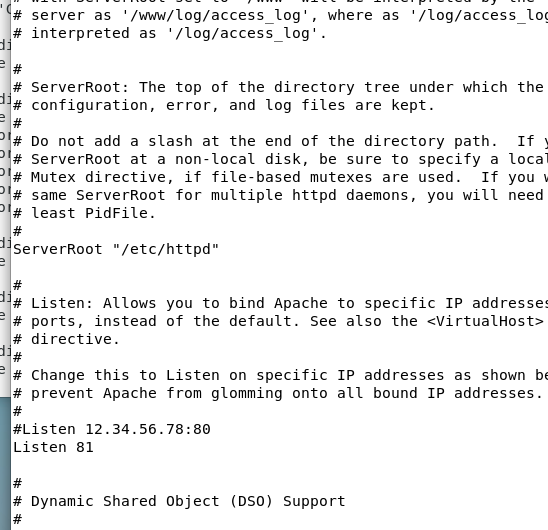 # server as '/www/log/access_log', where as '/log/access_log
# interpreted as '/log/access_log'.
#
# ServerRoot: The top of the directory tree under which the
# configuration, error, and log files are kept.
#
# Do not add a slash at the end of the directory path.  If
# ServerRoot at a non-local disk, be sure to specify a local
# Mutex directive, if file-based mutexes are used.  If you
# same ServerRoot for multiple httpd daemons, you will need
# least PidFile.
#
ServerRoot "/etc/httpd"
#
# Listen: Allows you to bind Apache to specific IP addresses
# ports, instead of the default. See also the <VirtualHost>
# directive.
#
# Change this to Listen on specific IP addresses as shown be
# prevent Apache from glomming onto all bound IP addresses.
#
#Listen 12.34.56.78:80
Listen 81
#
# Dynamic Shared Object (DSO) Support
#